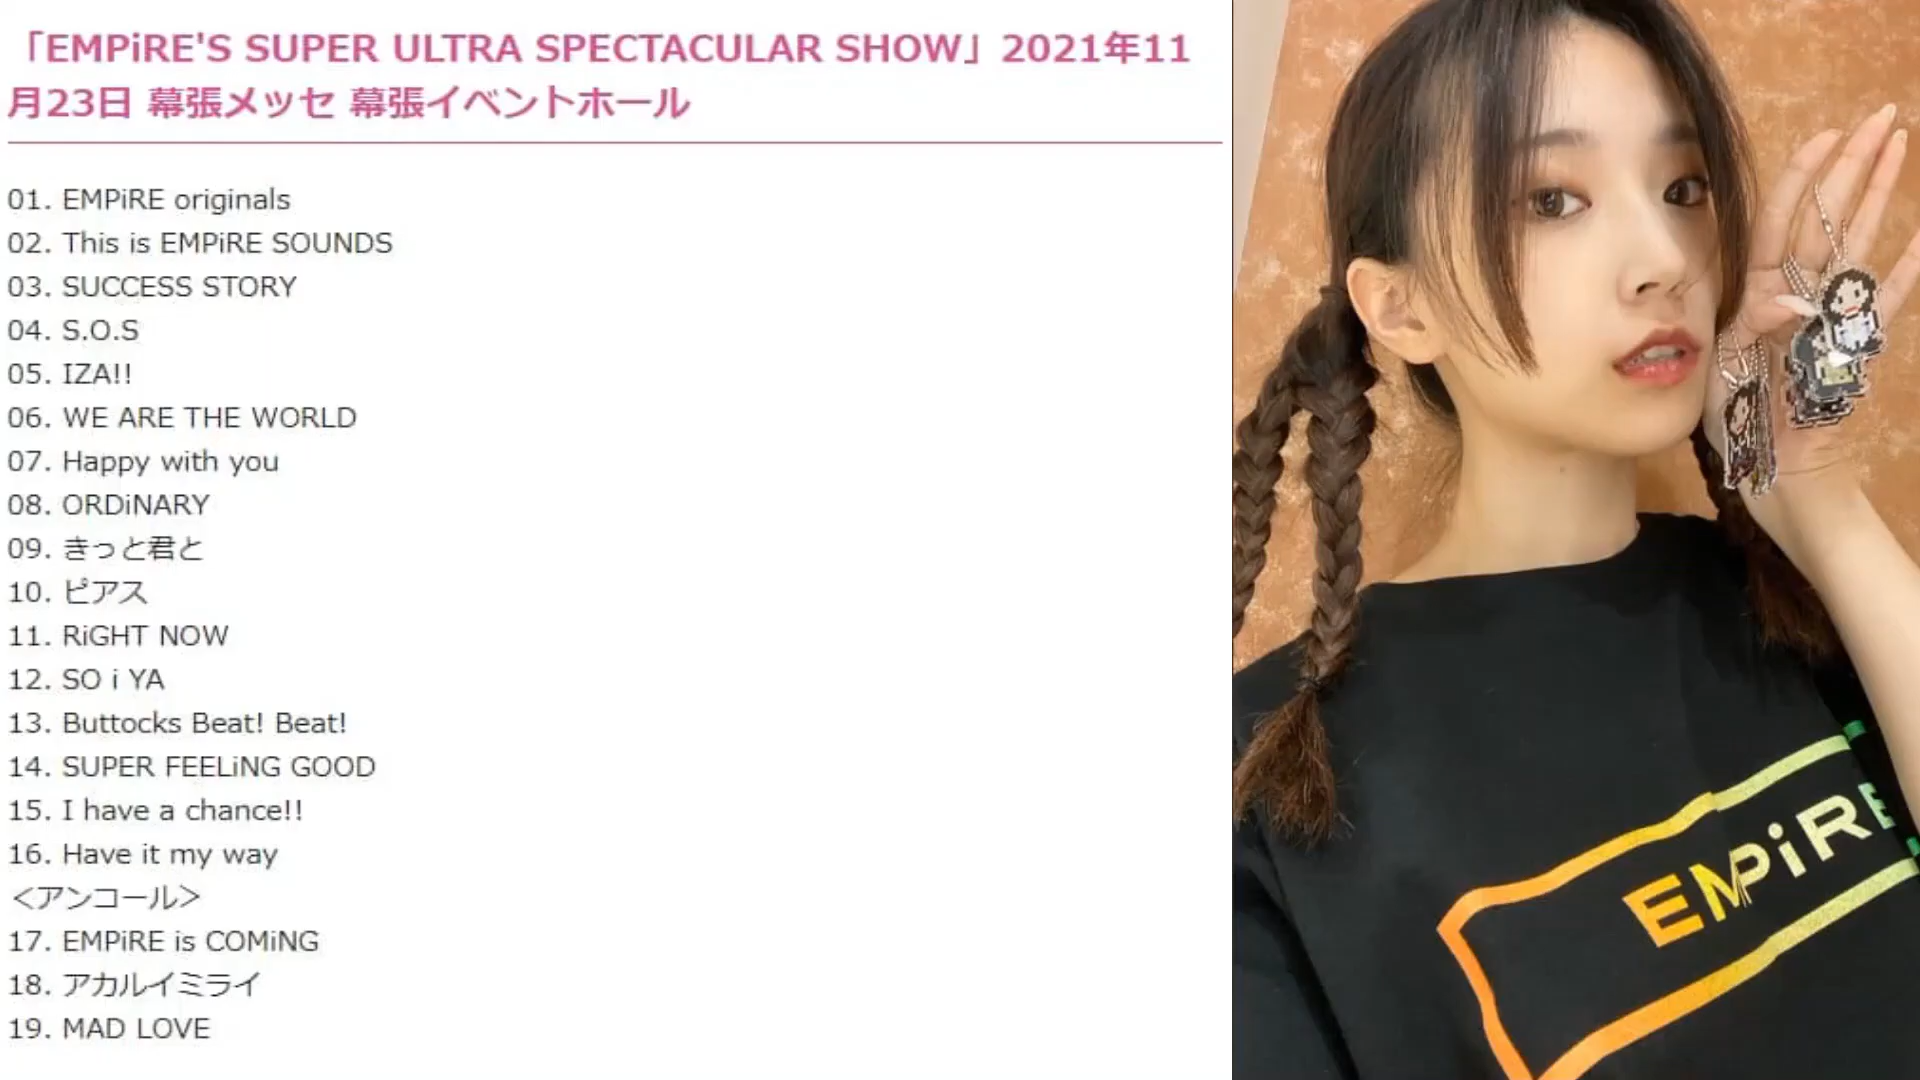 「EMPiRE'S SUPER ULTRA SPECTACULAR SHOW」2021年11
月23日 幕張メッセ 幕張イベントホール
01. EMPiRE originals
02. This is EMPiRE SOUNDS
03. SUCCESS STORY
04. S.O.S
05. IZA!!
06. WE ARE THE WORLD
07. Happy with you
08. ORDiNARY
09. きっと君と
10. ピアス
11. RiGHT NOW
12. SO i YA
13. Buttocks Beat! Beat!
14. SUPER FEELiNG GOOD
15. I have a chance!!
16. Have it my way
＜アンコール＞
17. EMPiRE is COMiNG
18. アカルイミライ
19. MAD LOVE
EMPiRE